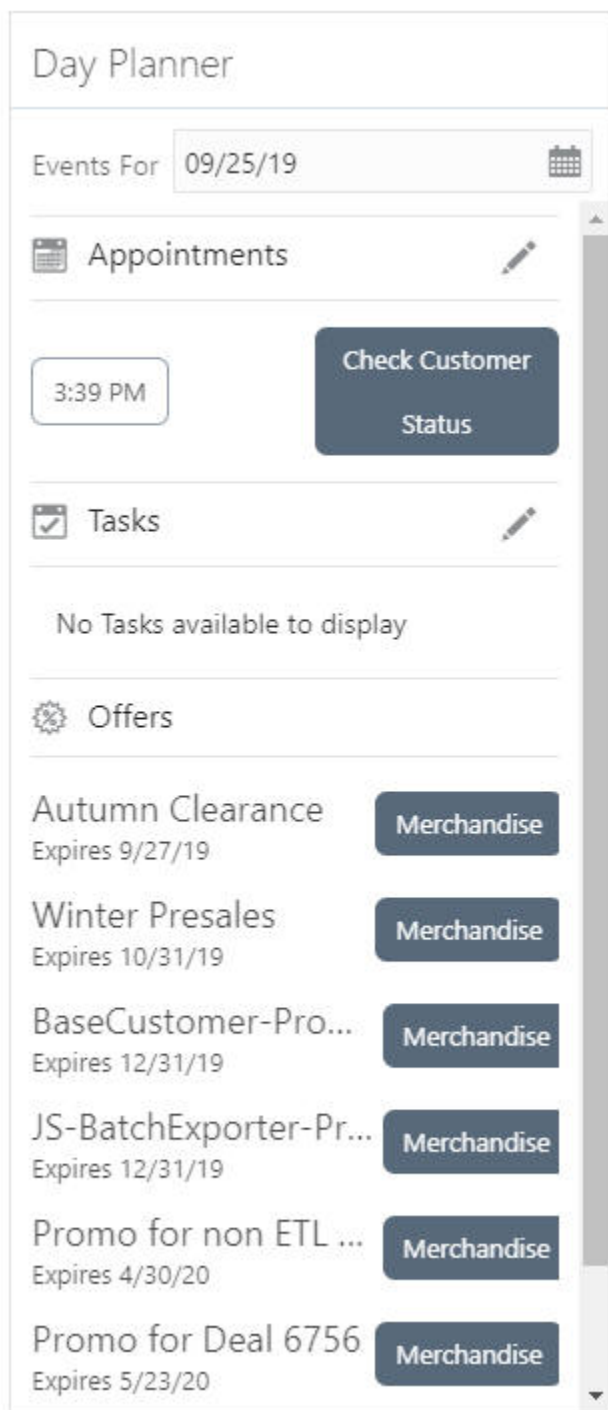 Day Planner
Events For 09/25/19
Appointments
3:39 PM
Check Customer
Status
Tasks
No Tasks available to display
Offers
Autumn Clearance
Expires 9/27/19
Merchandise
Winter Presales
Expires 10/31/19
Merchandise
BaseCustomer-Pro...
Expires 12/31/19
Merchandise
JS-BatchExporter-Pr...
Expires 12/31/19
Merchandise
Promo for non ETL ...
Expires 4/30/20
Merchandise
Promo for Deal 6756
Expires 5/23/20
Merchandise